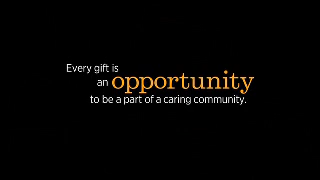 Every gift is
an opportunity
to be a part of a caring community.